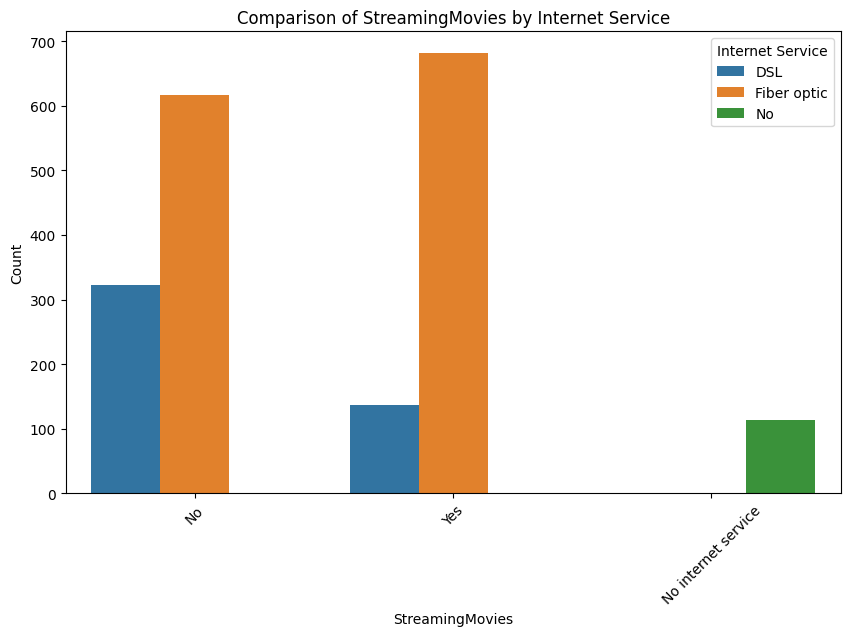 Comparison of StreamingMovies by Internet Service
Internet Service
DSL
Fiber optic
No
Count
700
600
500
400
300
200
100
0
No
Yes
No internet service
StreamingMovies